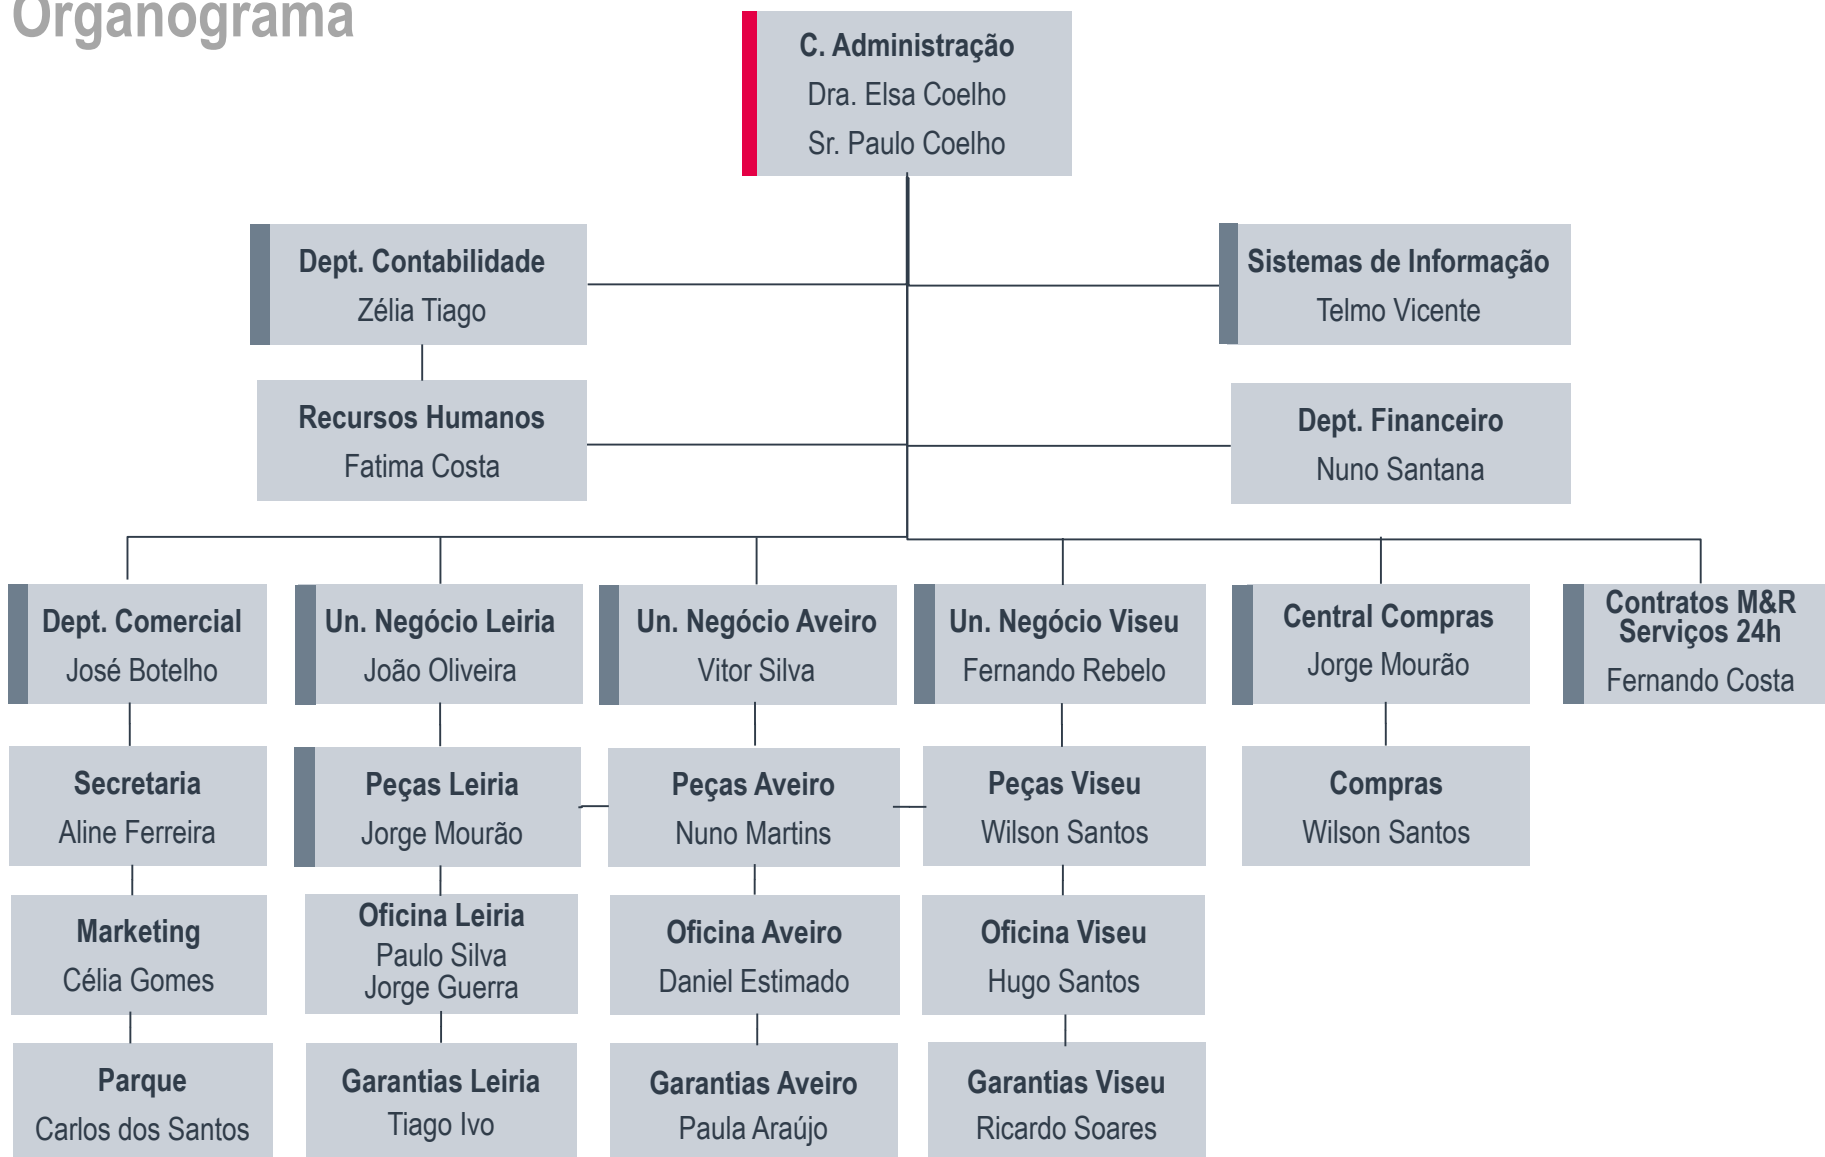 Organograma
C. Administração
Dra. Elsa Coelho
Sr. Paulo Coelho
Dept. Contabilidade
Zélia Tiago
Sistemas de Informação
Telmo Vicente
Recursos Humanos
Fatima Costa
Dept. Financeiro
Nuno Santana
Dept. Comercial
José Botelho
Un. Negócio Leiria
João Oliveira
Un. Negócio Aveiro
Vitor Silva
Un. Negócio Viseu
Fernando Rebelo
Central Compras
Jorge Mourão
Contratos M&R
Serviços 24h
Fernando Costa
Secretaria
Aline Ferreira
Peças Leiria
Jorge Mourão
Peças Aveiro
Nuno Martins
Peças Viseu
Wilson Santos
Compras
Wilson Santos
Marketing
Célia Gomes
Oficina Leiria
Paulo Silva
Jorge Guerra
Oficina Aveiro
Daniel Estimado
Oficina Viseu
Hugo Santos
Parque
Carlos dos Santos
Garantias Leiria
Tiago Ivo
Garantias Aveiro
Paula Araújo
Garantias Viseu
Ricardo Soares